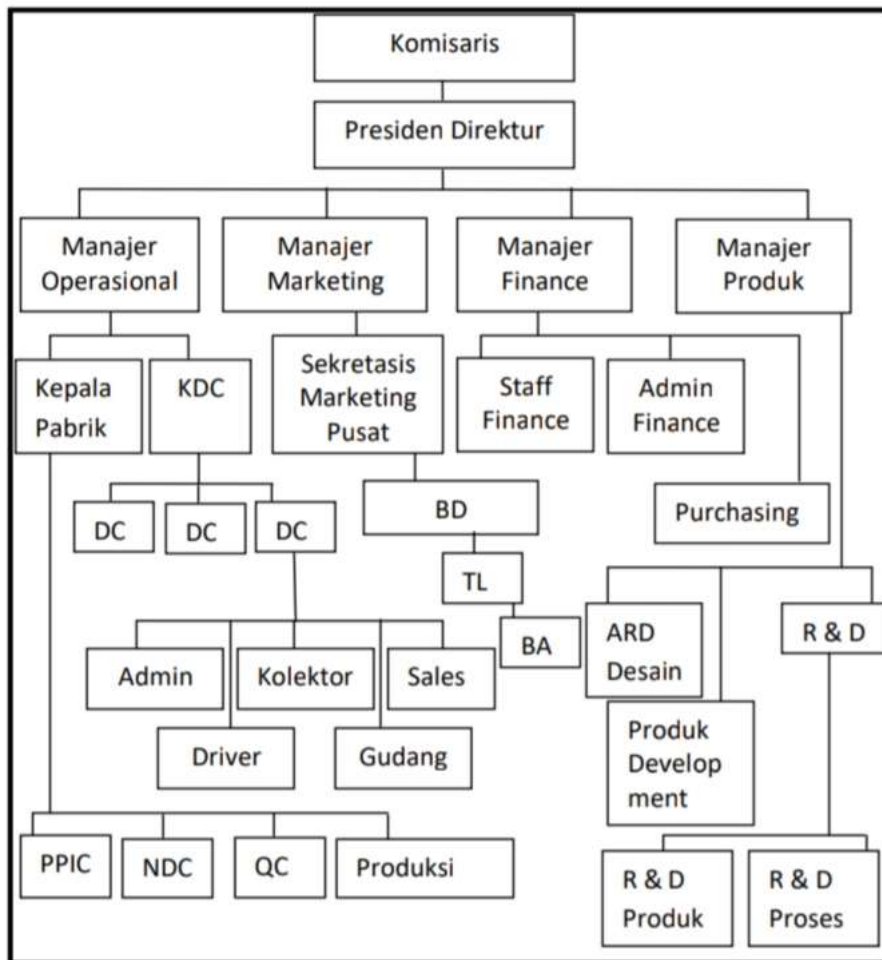 Komisaris
Presiden Direktur
Manajer
Operasional
Manajer
Marketing
Manajer
Finance
Manajer
Produk
Kepala
Pabrik
KDC
Sekretasis
Marketing
Pusat
Staff
Finance
Admin
Finance
DC
DC
DC
BD
Purchasing
TL
BA
ARD
Desain
R & D
Admin
Kolektor
Sales
Driver
Gudang
Produk
Develop
ment
PPIC
NDC
QC
Produksi
R & D
Produk
R & D
Proses